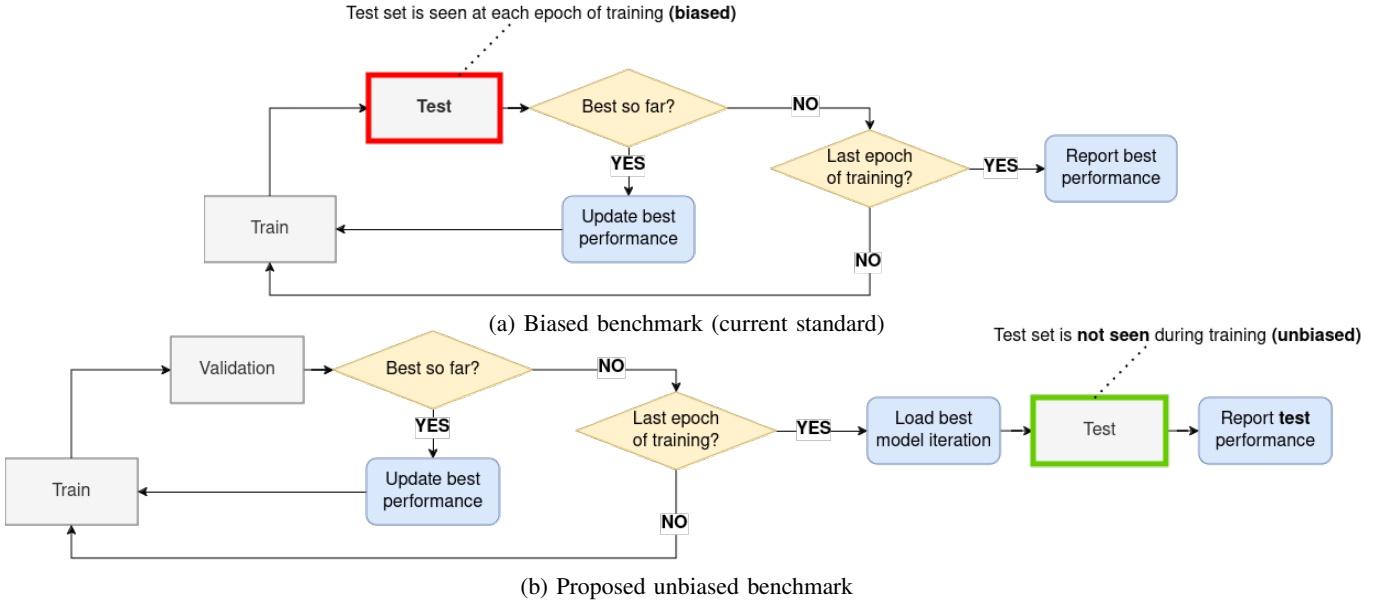 Test set is seen at each epoch of training (biased)
Test
Best so far?
NO
YES
Last epoch
of training?
YES
Report best
performance
Train
Update best
performance
NO
(a) Biased benchmark (current standard)
Test set is not seen during training (unbiased)
Validation
Best so far?
NO
YES
Last epoch
of training?
YES
Load best
model iteration
Test
Report test
performance
Train
Update best
performance
NO
(b) Proposed unbiased benchmark